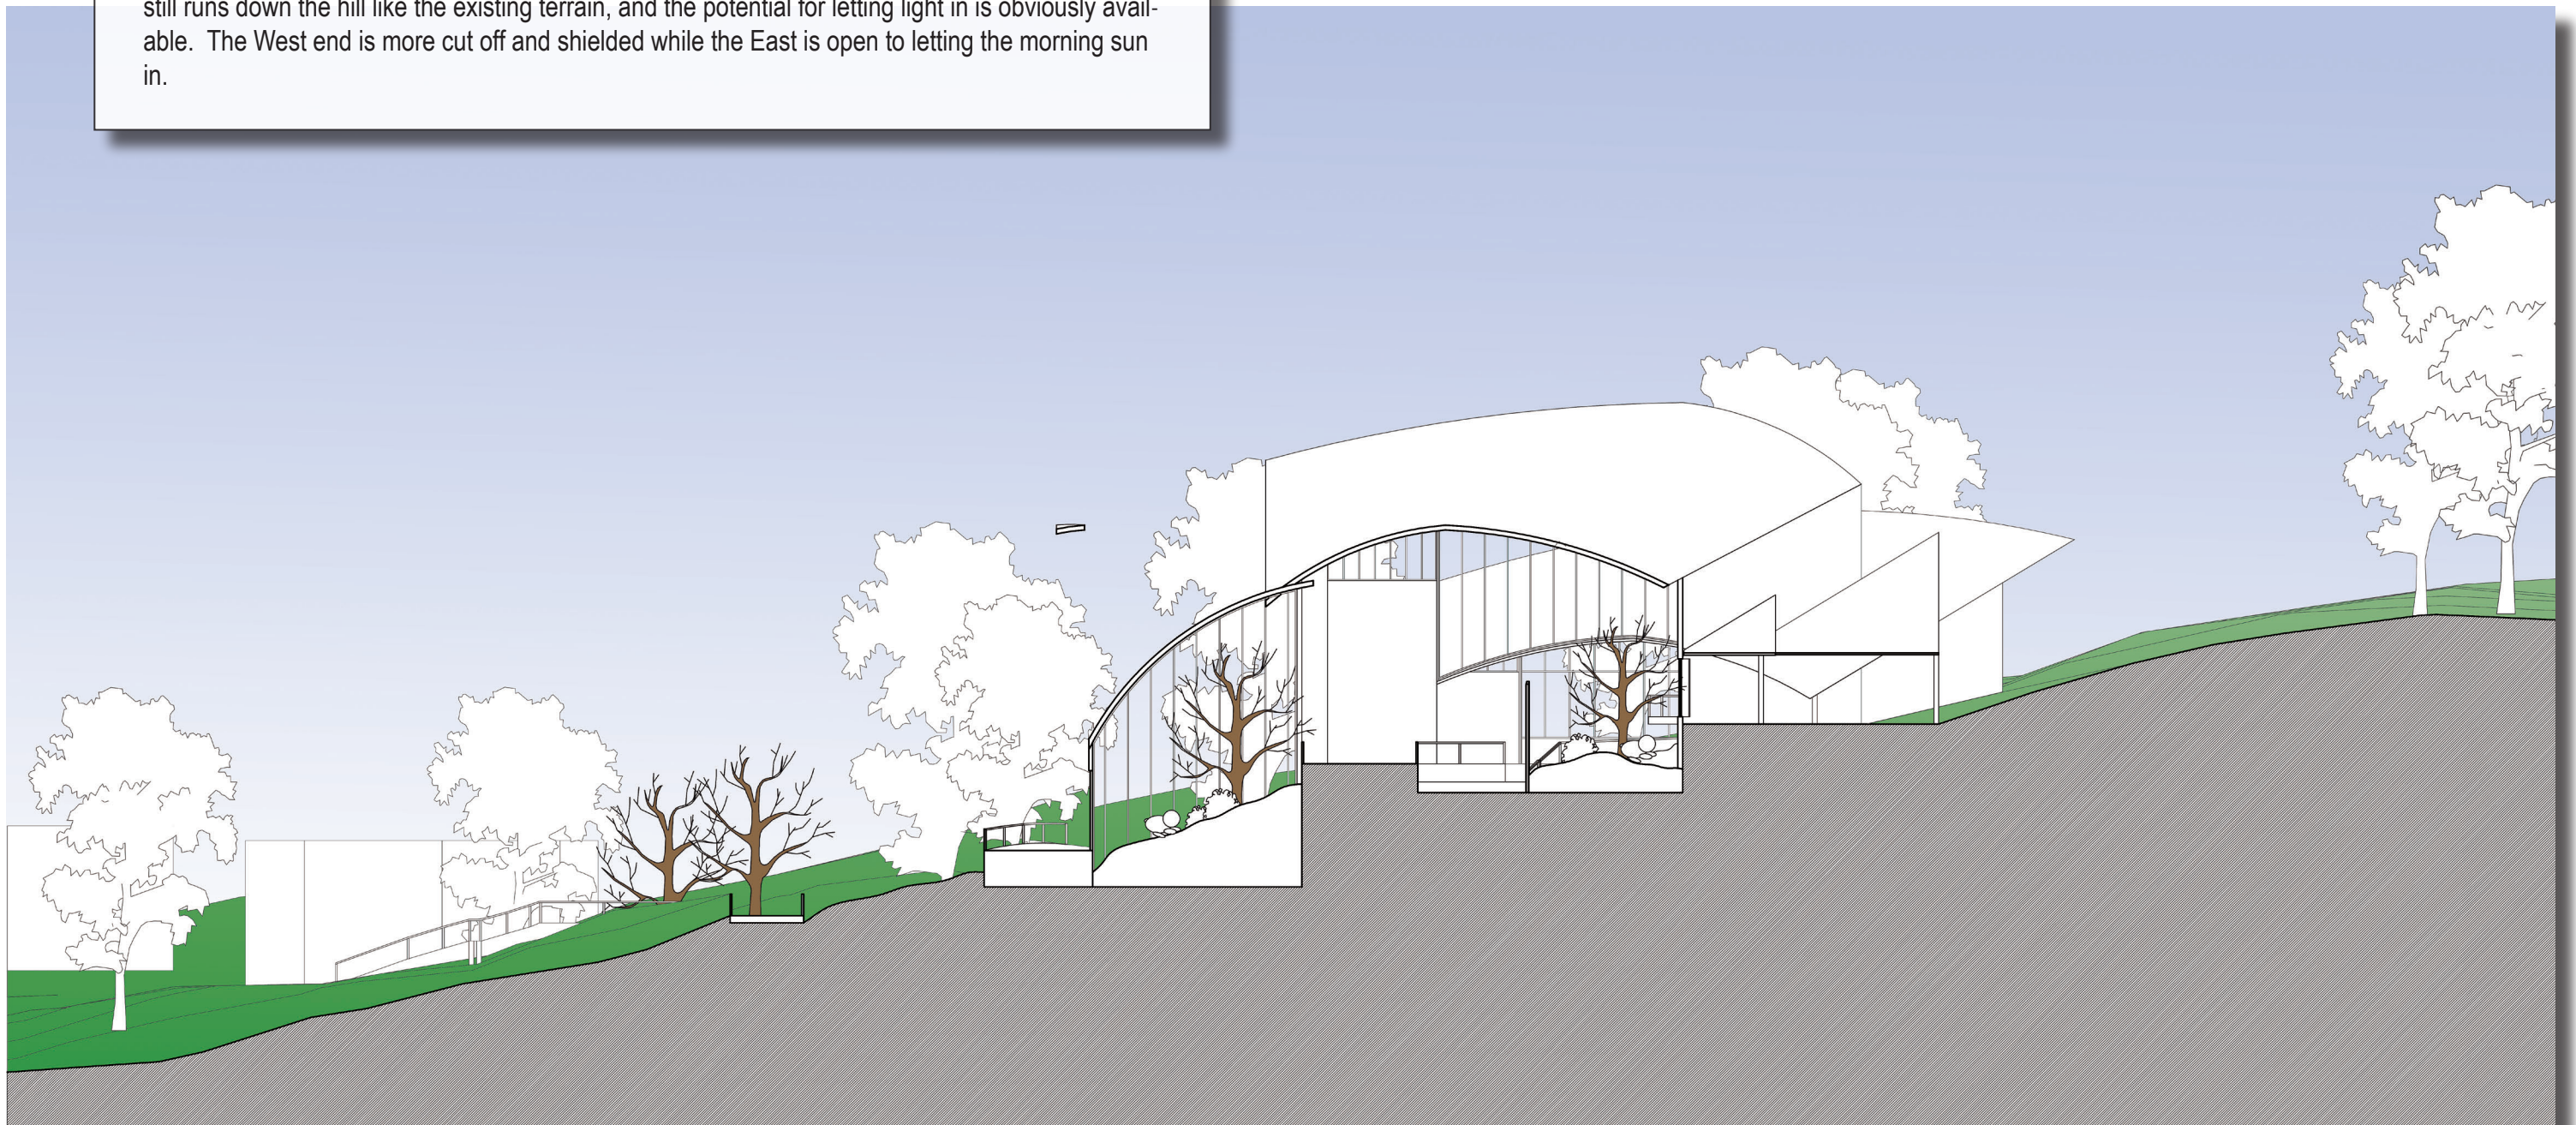 still runs down the hill like the existing terrain, and the potential for letting light in is obviously avail-
able.  The West end is more cut off and shielded while the East is open to letting the morning sun
in.